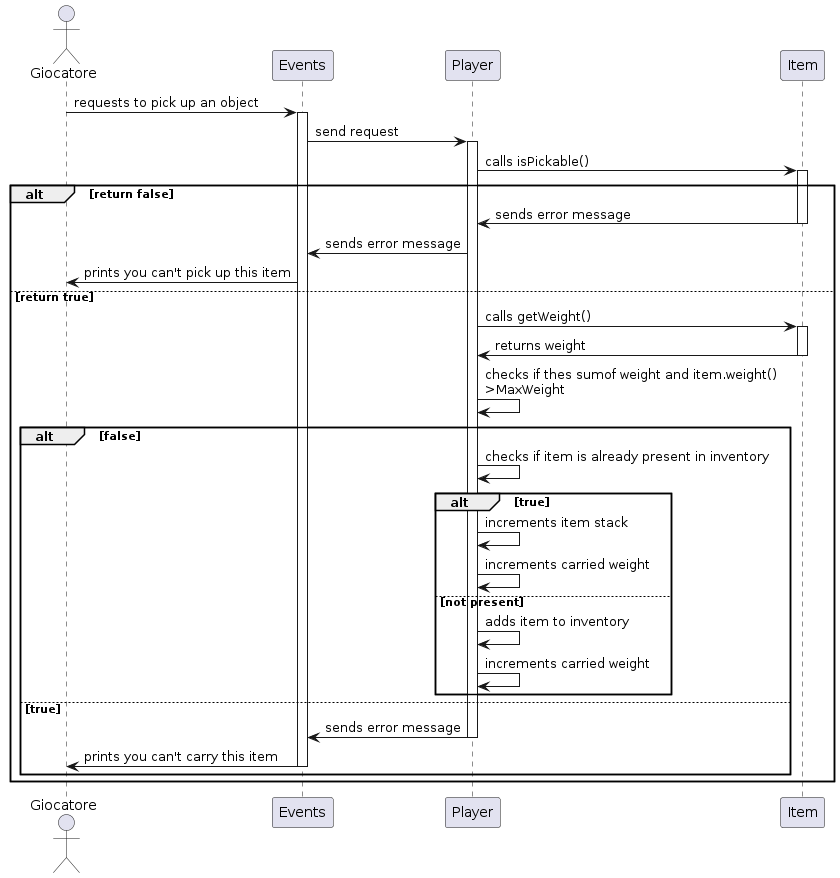 Giocatore
Events
Player
Item
requests to pick up an object
send request
calls isPickable()
alt
[return false]
sends error message
sends error message
prints you can't pick up this item
[return true]
calls getWeight()
returns weight
checks if thes sumof weight and item.weight()
>MaxWeight
alt
[false]
checks if item is already present in inventory
alt
[true]
increments item stack
increments carried weight
[not present]
adds item to inventory
increments carried weight
[true]
sends error message
prints you can't carry this item
Giocatore
Events
Player
Item